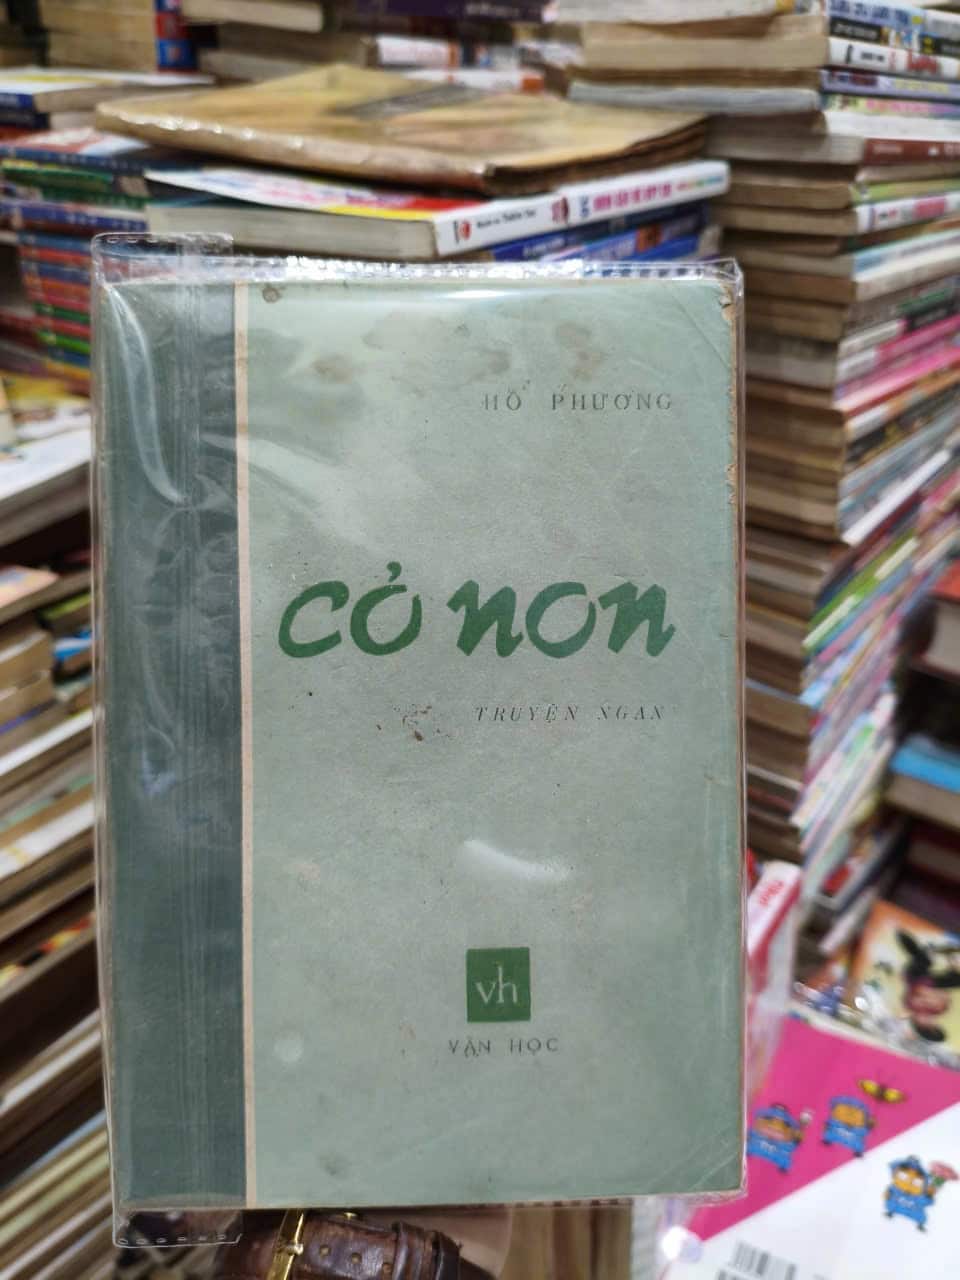 HỒ PHƯƠNG
CỎ NON
TRUYỆN NGẮN
vh
VĂN HỌC